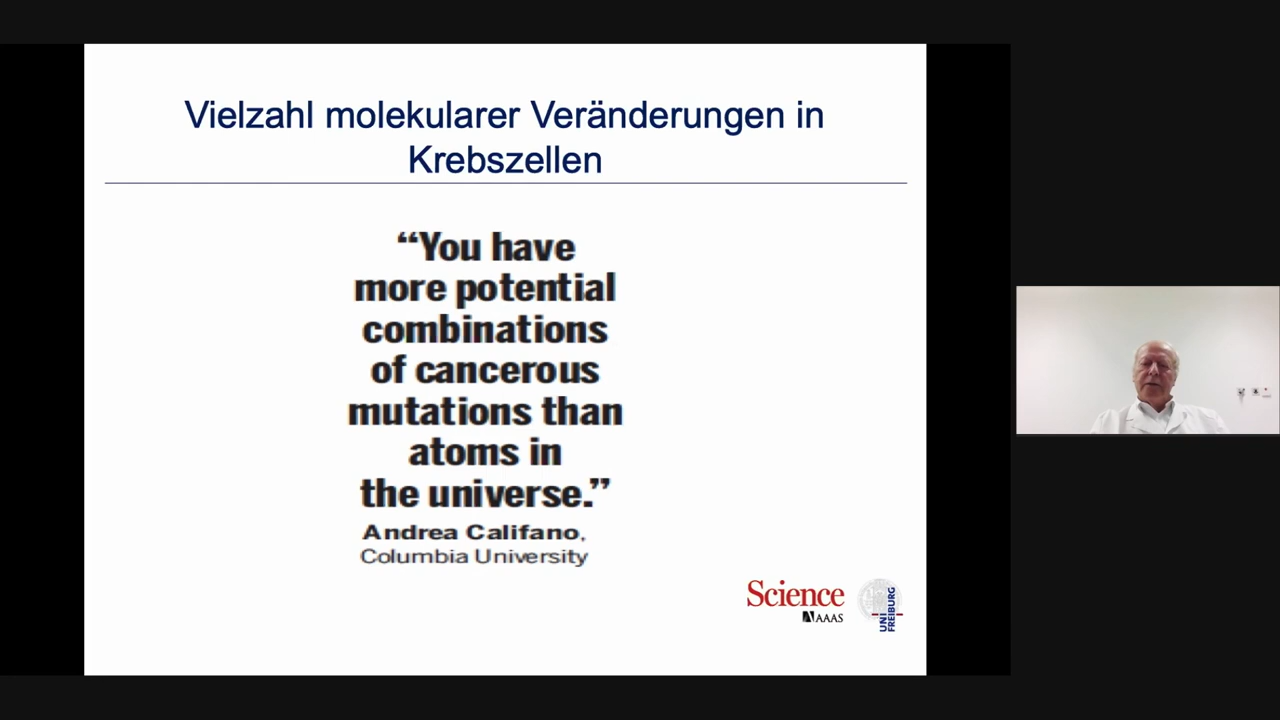 Vielzahl molekularer Veränderungen in
Krebszellen
“You have
more potential
combinations
of cancerous
mutations than
atoms in
the universe.”
Andrea Califano,
Columbia University
Science
AAAS
UNI
FREIBURG